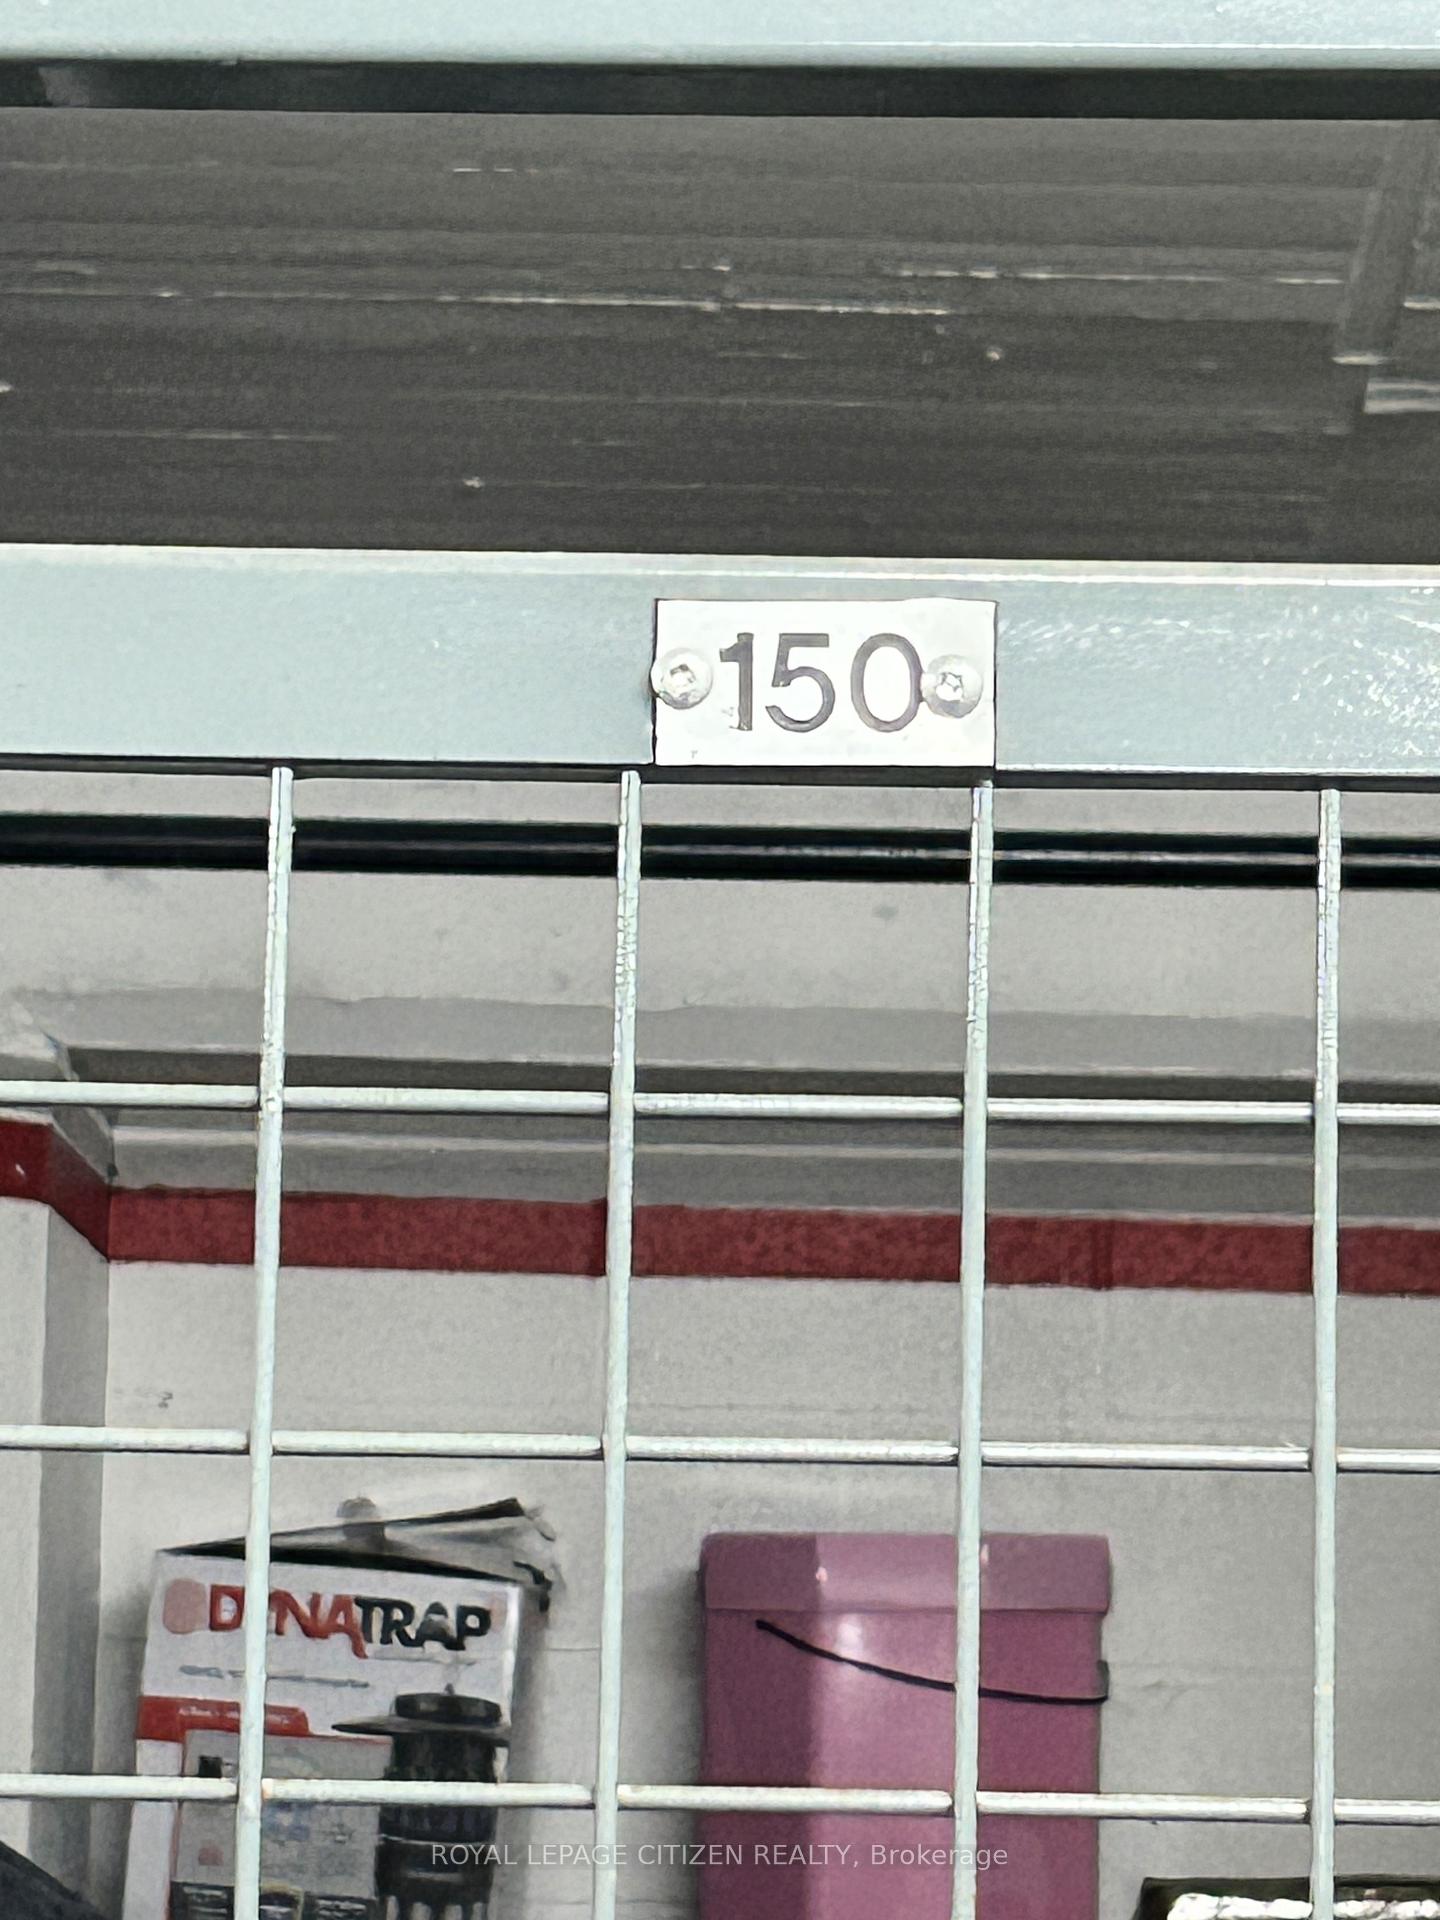 150
DYNATRAP
ROYAL LEPAGE CITIZEN REALTY, Brokerage